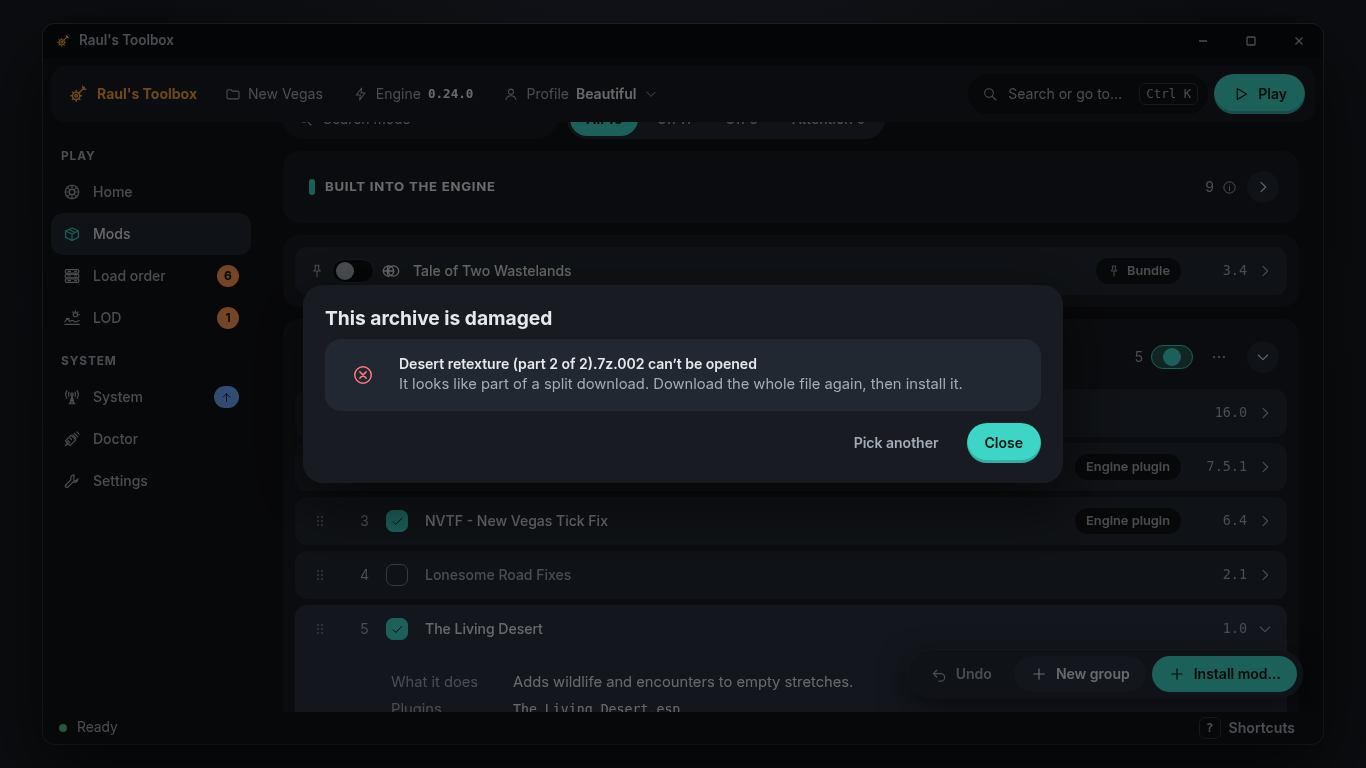 Raul's Toolbox
Raul's Toolbox
New Vegas
Engine 0.24.0
Profile Beautiful
Search or go to...
Ctrl K
Play
PLAY
Home
Mods
Load order
6
LOD
1
SYSTEM
System
Doctor
Settings
BUILT INTO THE ENGINE
9
Tale of Two Wastelands
Bundle
3.4
This archive is damaged
Desert retexture (part 2 of 2).7z.002 can’t be opened
It looks like part of a split download. Download the whole file again, then install it.
Pick another
Close
5
16.0
Engine plugin
7.5.1
3
NVTF - New Vegas Tick Fix
Engine plugin
6.4
4
Lonesome Road Fixes
2.1
5
The Living Desert
1.0
What it does
Adds wildlife and encounters to empty stretches.
Plugins
The Living Desert.esp
Undo
New group
Install mod...
Ready
?
Shortcuts